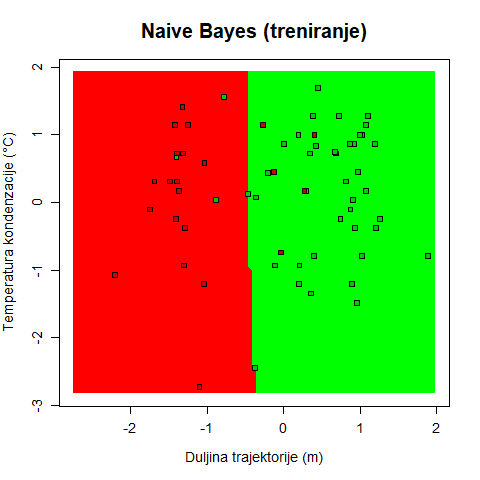 Naive Bayes (treniranje)
Temperatura kondenzacije (°C)
2
1
0
-1
-2
-3
-2 -1 0 1 2
Duljina trajektorije (m)